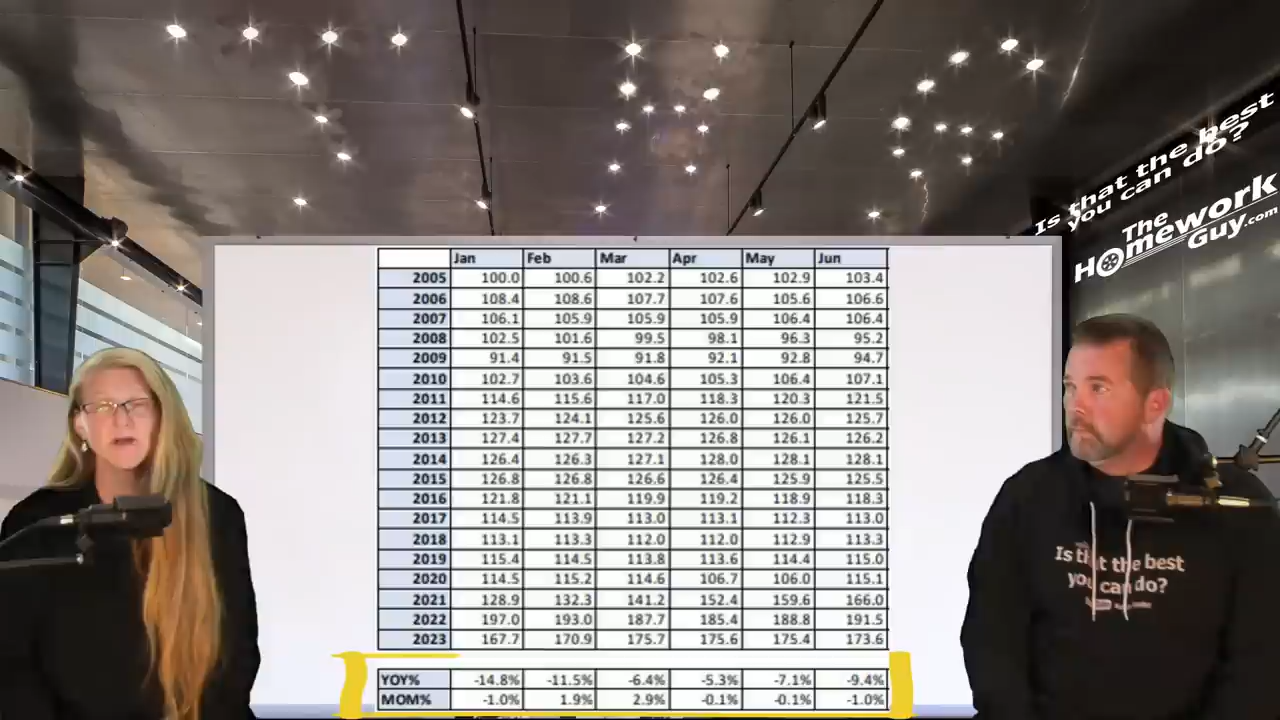 Is that the best
you can do?
The
Homework
Guy.com
Jan Feb Mar Apr May Jun
2005 100.0 100.6 102.2 102.6 102.9 103.4
2006 108.4 108.6 107.7 107.6 105.6 106.6
2007 106.1 105.9 105.9 105.9 106.4 106.4
2008 102.5 101.6 99.5 98.1 96.3 95.2
2009 91.4 91.5 91.8 92.1 92.8 94.7
2010 102.7 103.6 104.6 105.3 106.4 107.1
2011 114.6 115.6 117.0 118.3 120.3 121.5
2012 123.7 124.1 125.6 126.0 126.0 125.7
2013 127.4 127.7 127.2 126.8 126.1 126.2
2014 126.4 126.3 127.1 128.0 128.1 128.1
2015 126.8 126.8 126.6 126.4 125.9 125.5
2016 121.8 121.1 119.9 119.2 118.9 118.3
2017 114.5 113.9 113.0 113.1 112.3 113.0
2018 113.1 113.3 112.0 112.0 112.9 113.3
2019 115.4 114.5 113.8 113.6 114.4 115.0
2020 114.5 115.2 114.6 106.7 106.0 115.1
2021 128.9 132.3 141.2 152.4 159.6 166.0
2022 197.0 193.0 187.7 185.4 188.8 191.5
2023 167.7 170.9 175.7 175.6 175.4 173.6
YOY% -14.8% -11.5% -6.4% -5.3% -7.1% -9.4%
MOM% -1.0% 1.9% 2.9% -0.1% -0.1% -1.0%
Is that the best
you can do?